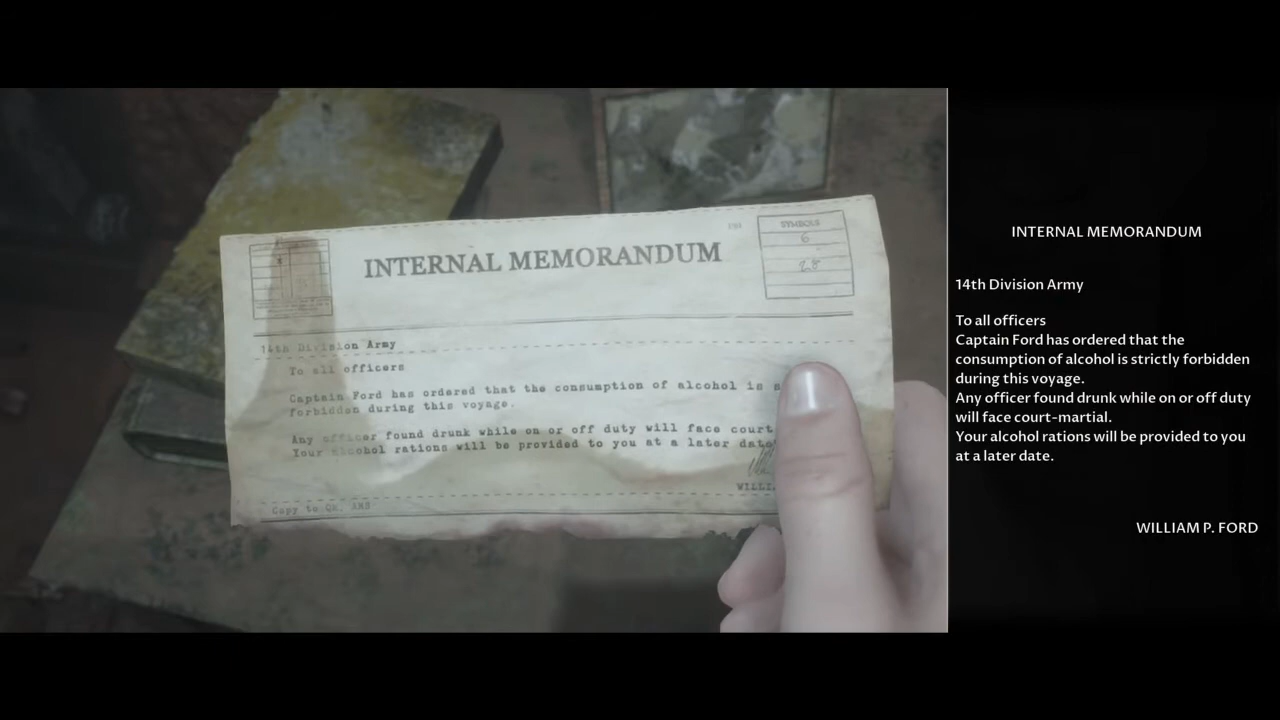 SYMBOLS
6
28
INTERNAL MEMORANDUM
14th Division Army
To all officers
Captain Ford has ordered that the consumption of alcohol is s
forbidden during this voyage.
Any officer found drunk while on or off duty will face court
Your alcohol rations will be provided to you at a later date
WILLI
Copy to
INTERNAL MEMORANDUM
14th Division Army
To all officers
Captain Ford has ordered that the
consumption of alcohol is strictly forbidden
during this voyage.
Any officer found drunk while on or off duty
will face court-martial.
Your alcohol rations will be provided to you
at a later date.
WILLIAM P. FORD